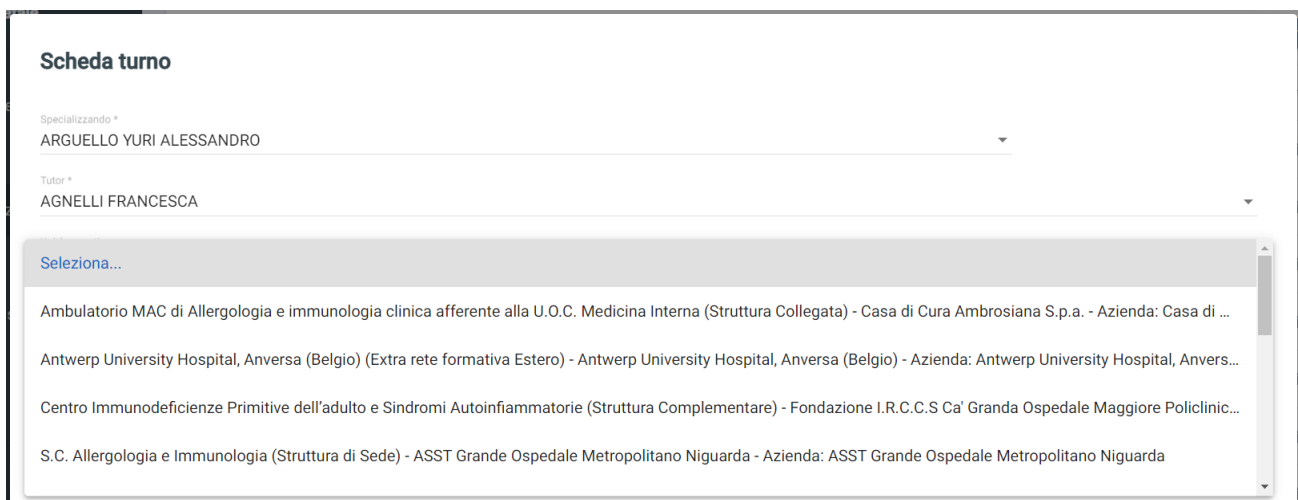 Scheda turno
Specializzando *
ARGUELLO YURI ALESSANDRO
Tutor *
AGNELLI FRANCESCA
Seleziona...
Ambulatorio MAC di Allergologia e immunologia clinica afferente alla U.O.C. Medicina Interna (Struttura Collegata) - Casa di Cura Ambrosiana S.p.a. - Azienda: Casa di ...
Antwerp University Hospital, Anversa (Belgio) (Extra rete formativa Estero) - Antwerp University Hospital, Anversa (Belgio) - Azienda: Antwerp University Hospital, Anvers...
Centro Immunodeficienze Primitive dell'adulto e Sindromi Autoinfiammatorie (Struttura Complementare) - Fondazione I.R.C.C.S Ca' Granda Ospedale Maggiore Policlinic...
S.C. Allergologia e Immunologia (Struttura di Sede) - ASST Grande Ospedale Metropolitano Niguarda - Azienda: ASST Grande Ospedale Metropolitano Niguarda